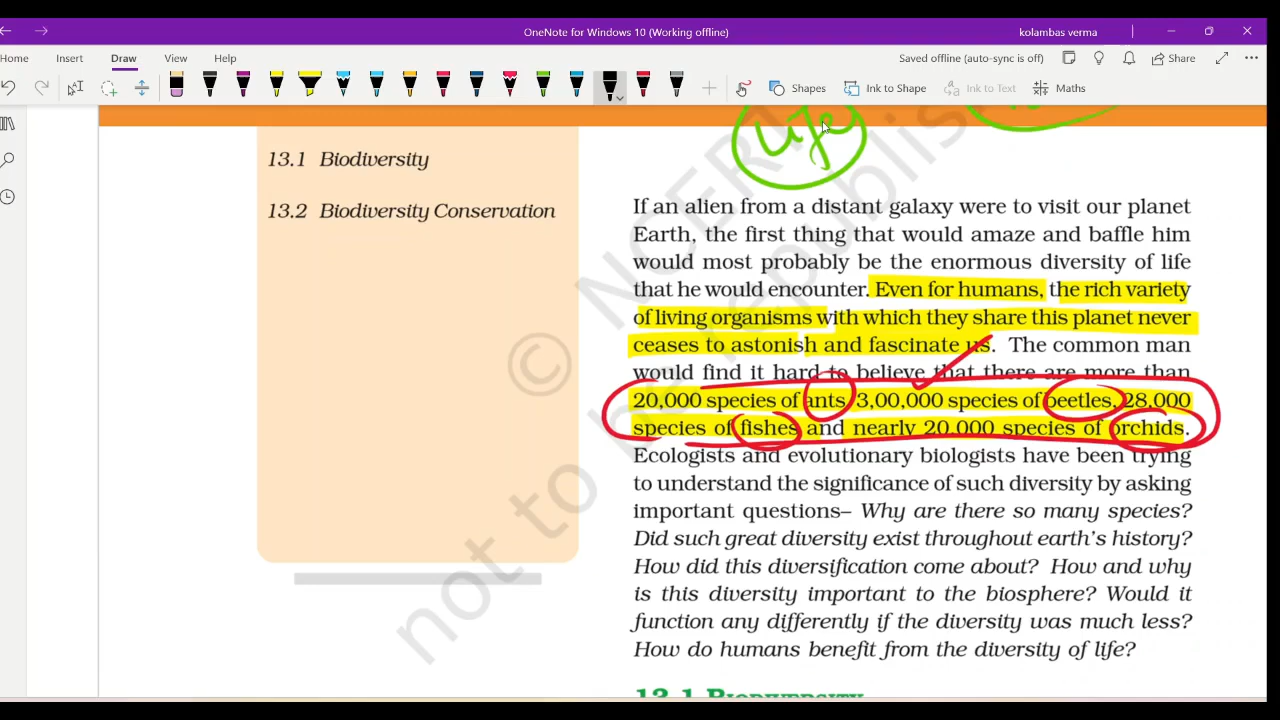 OneNote for Windows 10 (Working offline)
kolambas verma
Home Insert Draw View Help
Saved offline (auto-sync is off)
Share
Shapes Ink to Shape Ink to Text Maths
Life
13.1 Biodiversity
13.2 Biodiversity Conservation
If an alien from a distant galaxy were to visit our planet
Earth, the first thing that would amaze and baffle him
would most probably be the enormous diversity of life
that he would encounter. Even for humans, the rich variety
of living organisms with which they share this planet never
ceases to astonish and fascinate us. The common man
would find it hard to believe that there are more than
20,000 species of ants, 3,00,000 species of beetles, 28,000
species of fishes and nearly 20,000 species of orchids.
Ecologists and evolutionary biologists have been trying
to understand the significance of such diversity by asking
important questions– Why are there so many species?
Did such great diversity exist throughout earth's history?
How did this diversification come about? How and why
is this diversity important to the biosphere? Would it
function any differently if the diversity was much less?
How do humans benefit from the diversity of life?
13.1 BIODIVERSITY
© NCERT
not to be republis